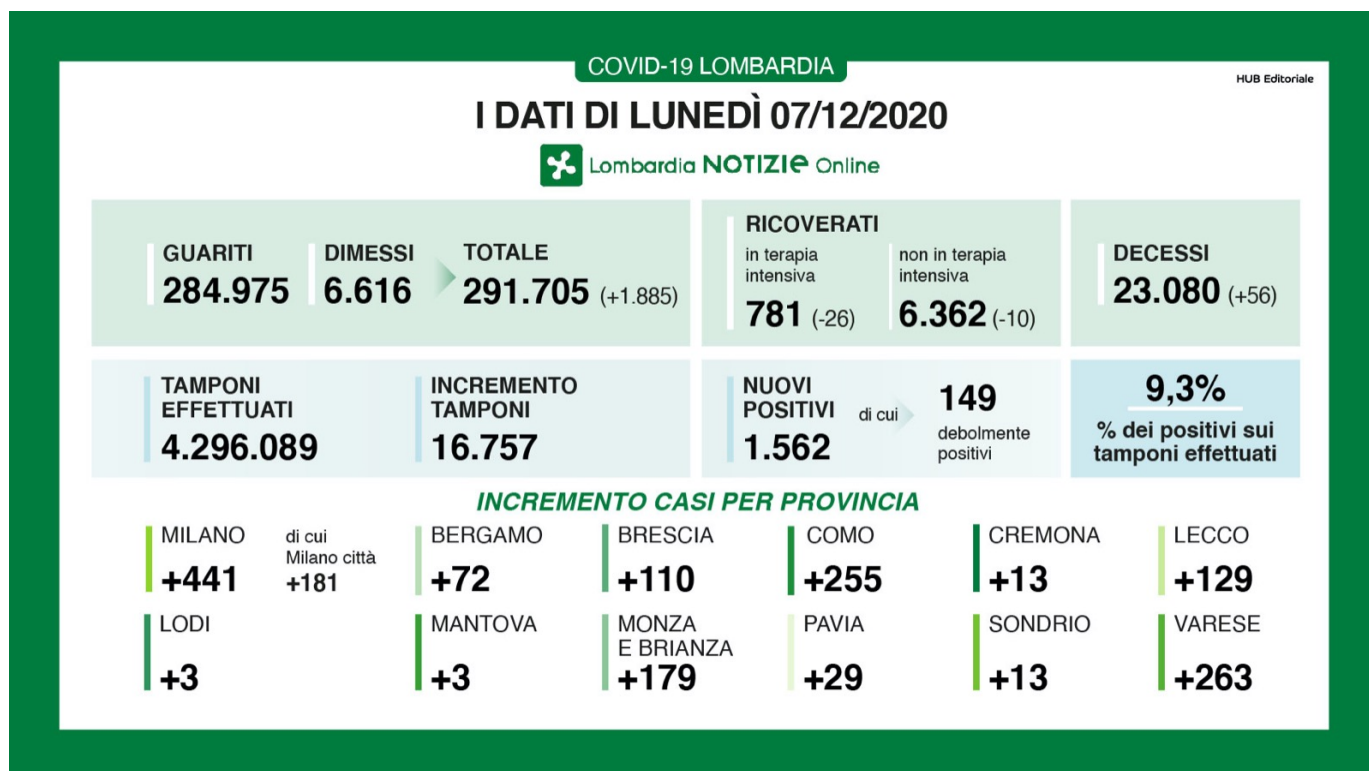 COVID-19 LOMBARDIA
HUB Editoriale
I DATI DI LUNEDÌ 07/12/2020
Lombardia NOTIZIE Online
GUARITI
284.975
DIMESSI
6.616
TOTALE
291.705 (+1.885)
RICOVERATI
in terapia
intensiva
781 (-26)
non in terapia
intensiva
6.362 (-10)
DECESSI
23.080 (+56)
TAMPONI
EFFETTUATI
4.296.089
INCREMENTO
TAMPONI
16.757
NUOVI
POSITIVI
1.562
di cui
149
debolmente
positivi
9,3%
% dei positivi sui
tamponi effettuati
INCREMENTO CASI PER PROVINCIA
MILANO
+441
di cui
Milano città
+181
BERGAMO
+72
BRESCIA
+110
COMO
+255
CREMONA
+13
LECCO
+129
LODI
+3
MANTOVA
+3
MONZA
E BRIANZA
+179
PAVIA
+29
SONDRIO
+13
VARESE
+263